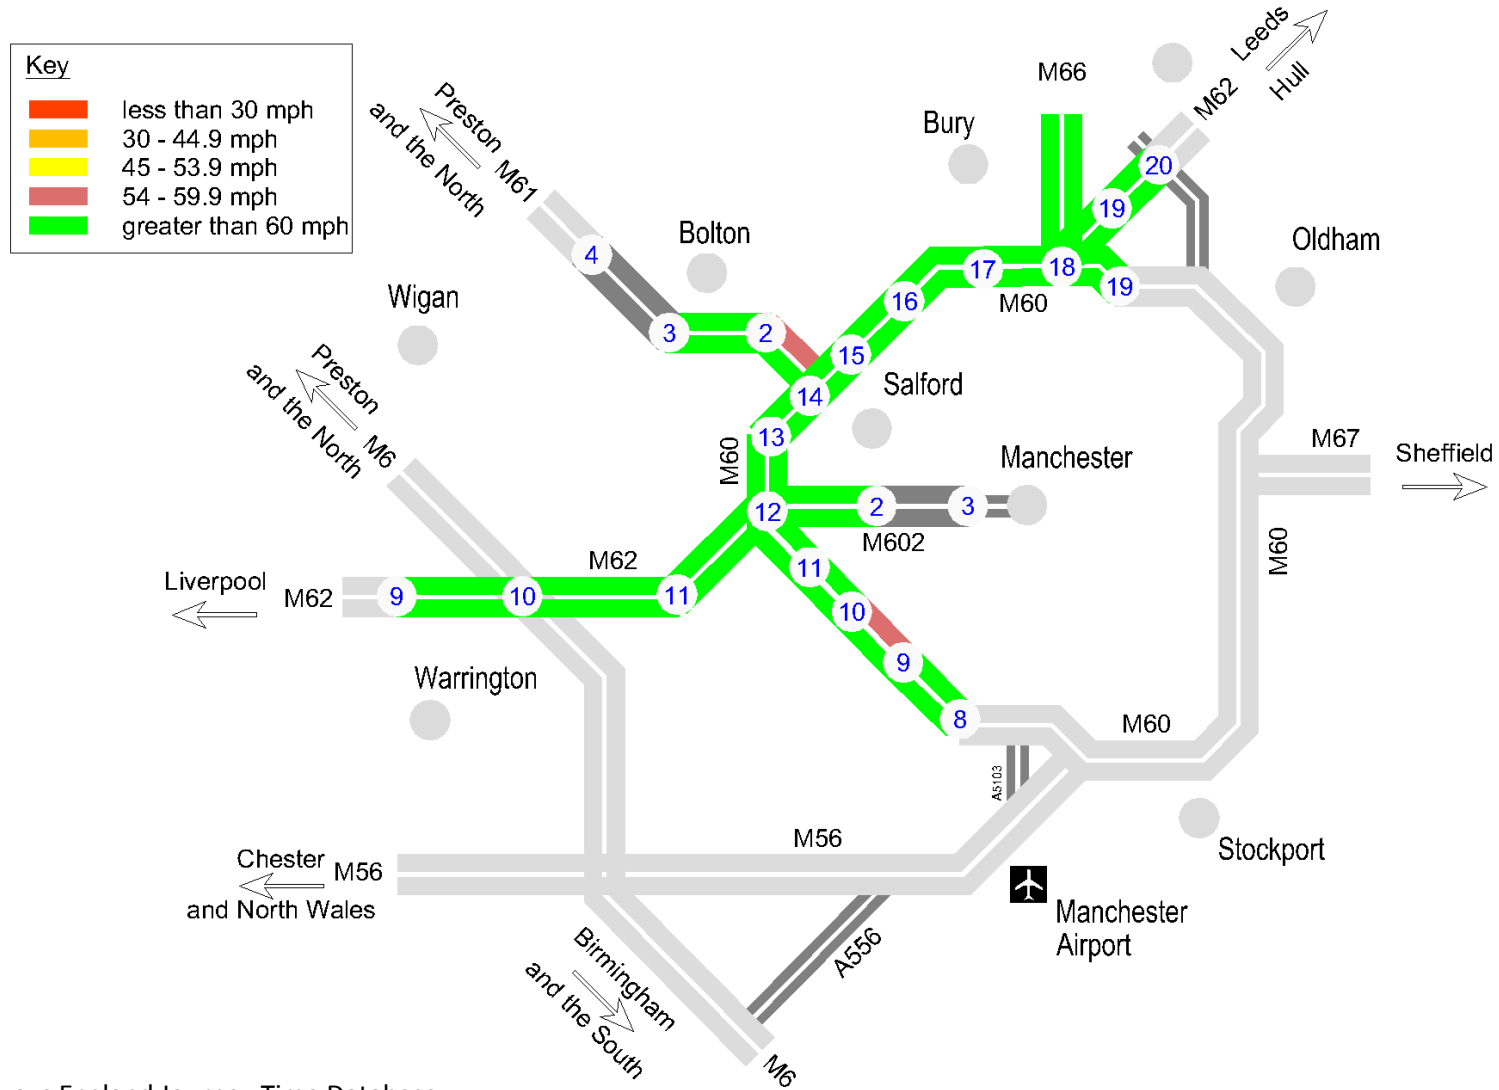 Key
less than 30 mph
30 - 44.9 mph
45 - 53.9 mph
54 - 59.9 mph
greater than 60 mph
Preston
and the North
M61
Bolton
Wigan
Bury
M66
Leeds
Hull
M62
20
19
Oldham
4
3
2
17
18
19
16
M60
15
14
13
Salford
M60
Manchester
M67
Sheffield
Preston
and the North
M6
12
2
3
M602
M60
Liverpool
M62
M62
9
10
11
11
10
9
8
Warrington
M60
A5103
Stockport
M56
Chester
M56
and North Wales
Manchester
Airport
A556
Birmingham
and the South
M6
Time Database